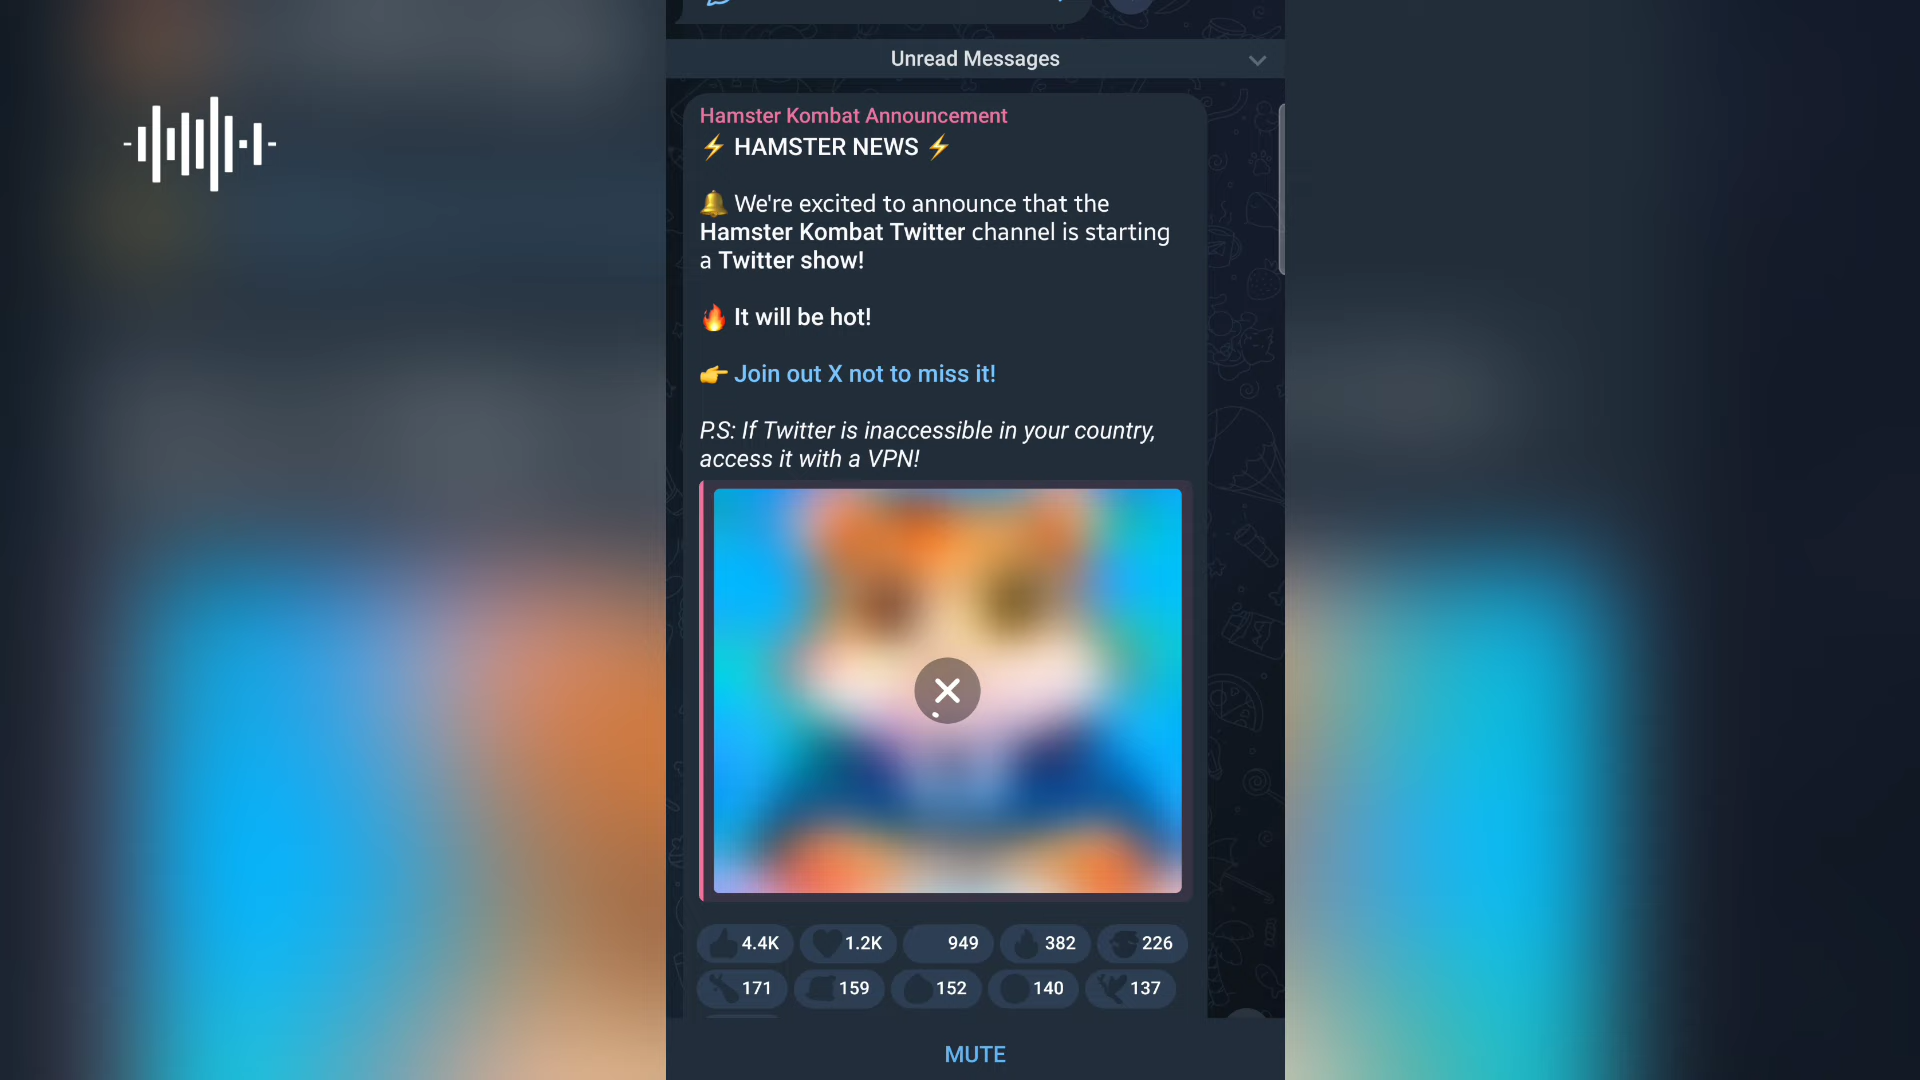 Unread Messages
Hamster Kombat Announcement
⚡ HAMSTER NEWS ⚡
🔔 We're excited to announce that the
Hamster Kombat Twitter channel is starting
a Twitter show!
🔥 It will be hot!
👉 Join out X not to miss it!
P.S: If Twitter is inaccessible in your country,
access it with a VPN!
4.4K 1.2K 949 382 226
171 159 152 140 137
MUTE